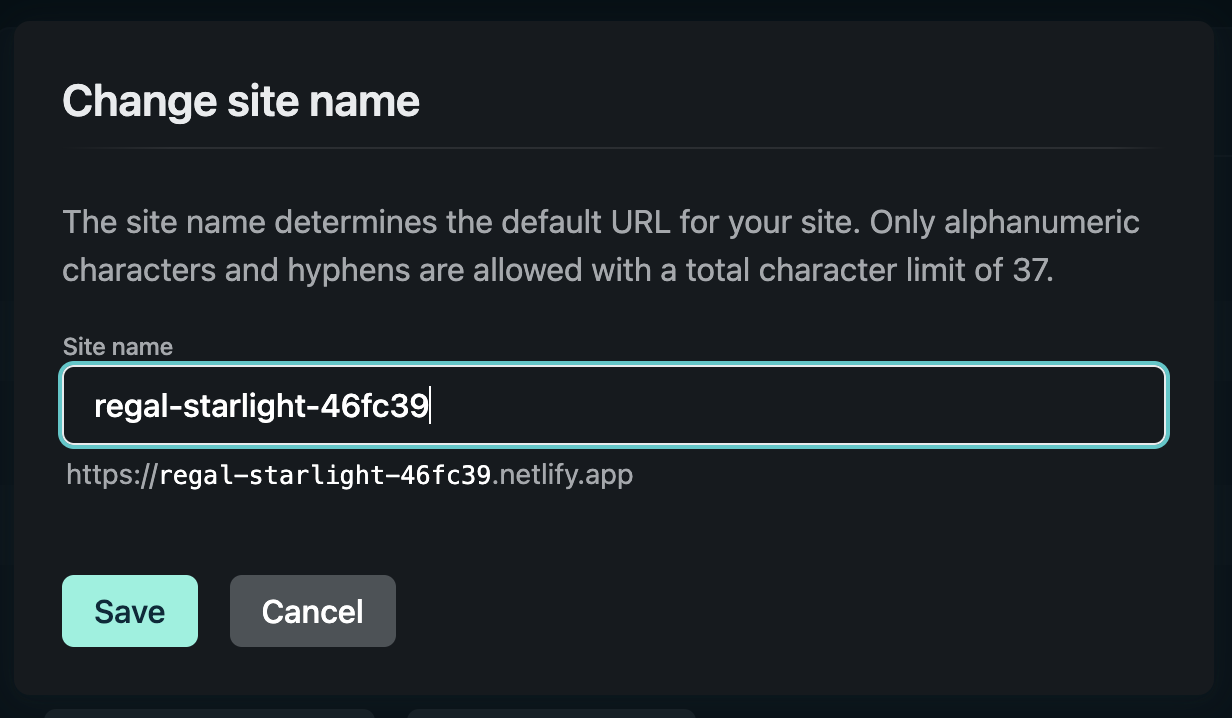 Change site name
The site name determines the default URL for your site. Only alphanumeric
characters and hyphens are allowed with a total character limit of 37.
Site name
regal-starlight-46fc39
https://regal-starlight-46fc39.netlify.app
Save Cancel